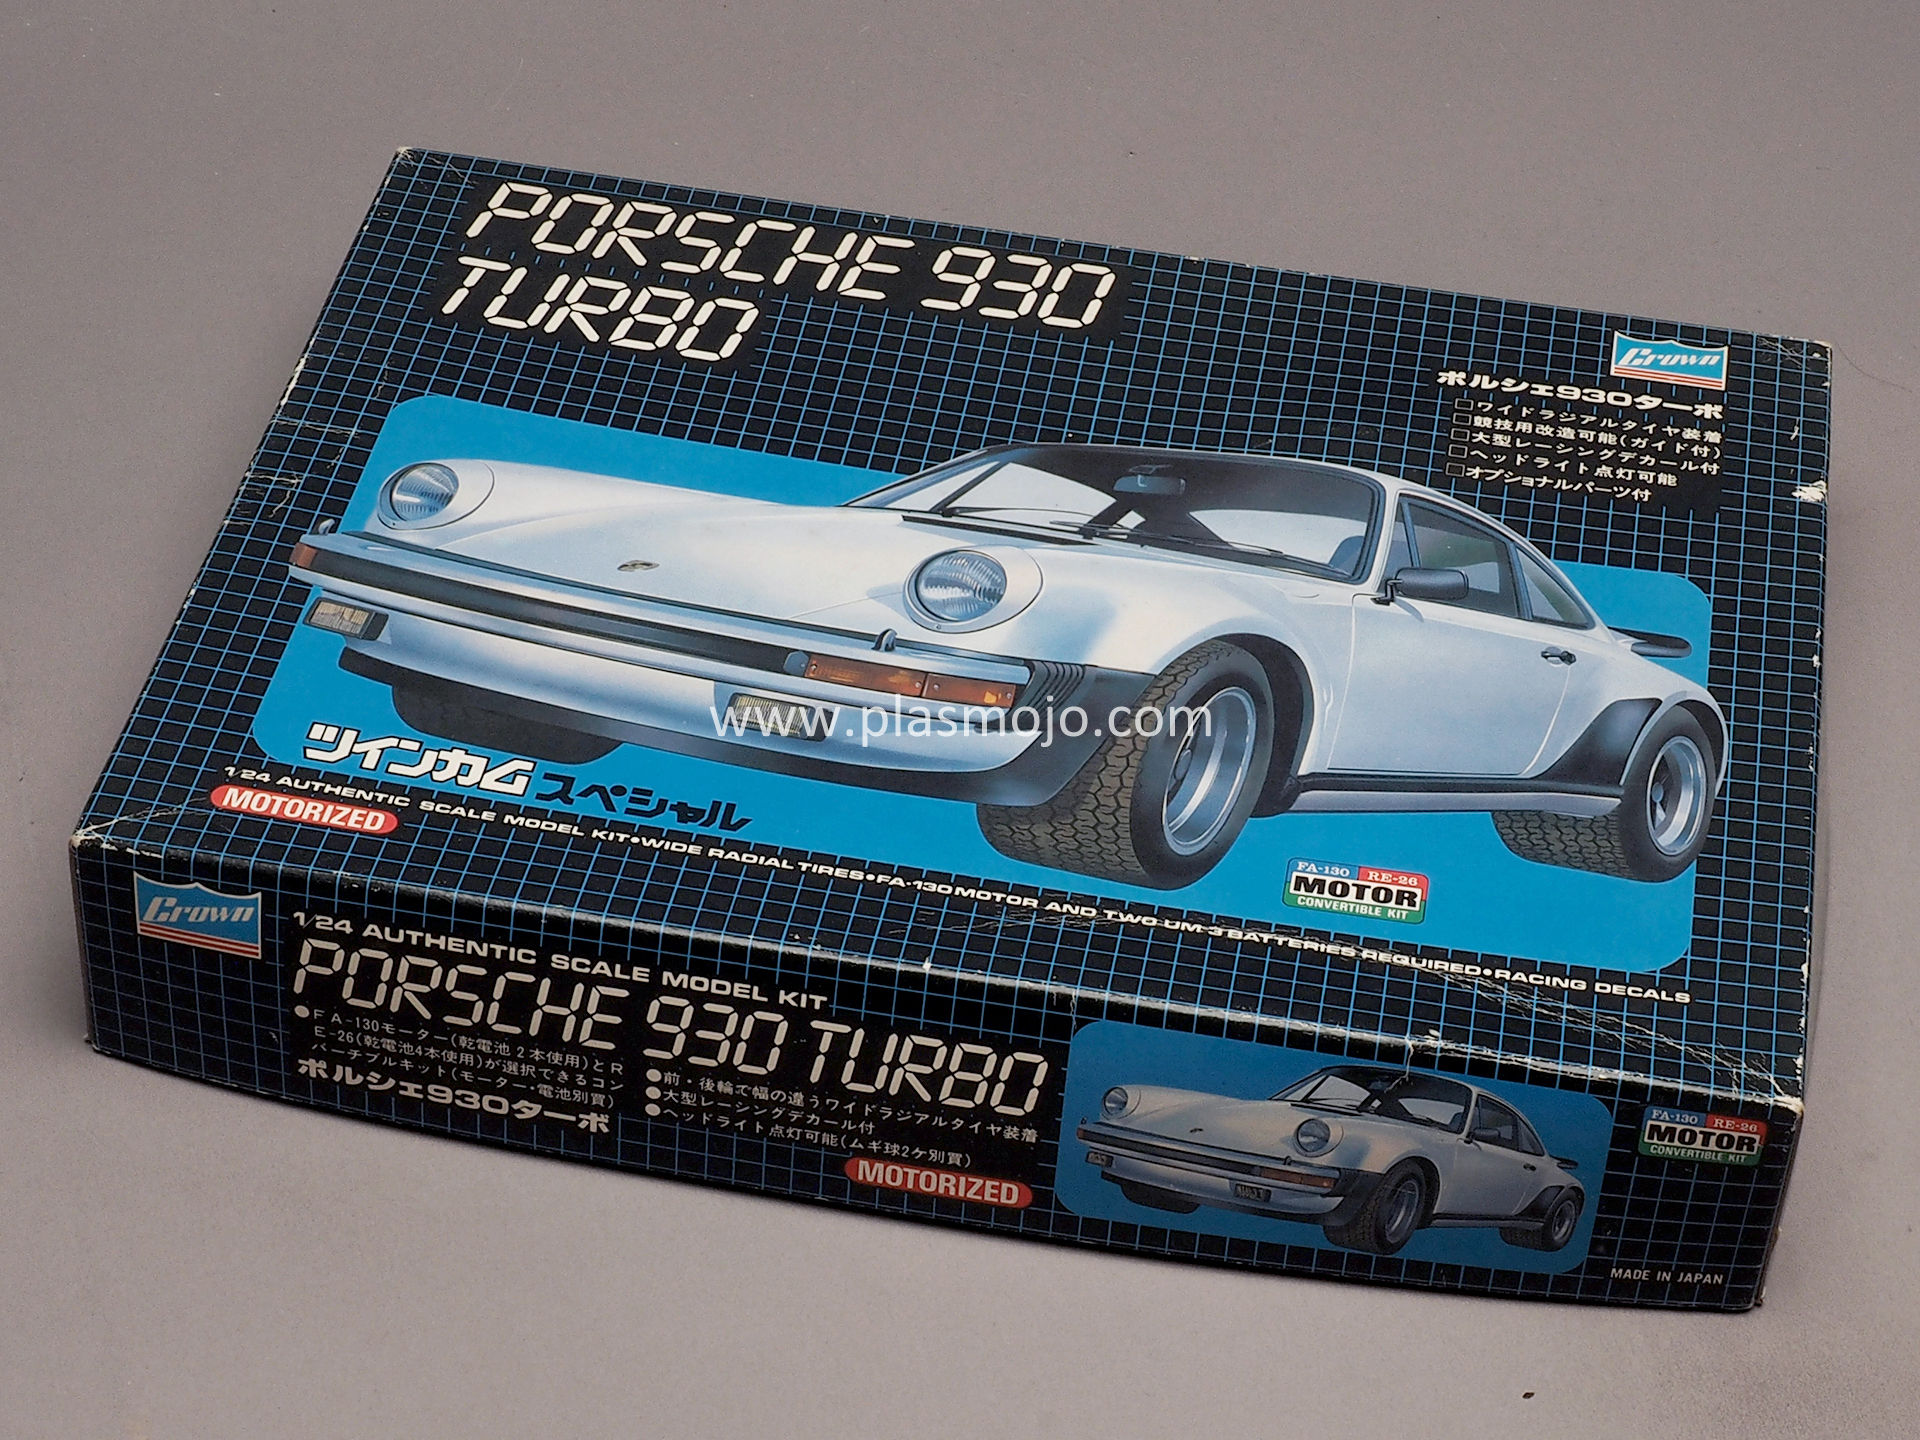 PORSCHE 930
TURBO
Crown
ポルシェ930ターボ
□ワイドラジアルタイヤ装着
□競技用改造可能(ガイド付)
□大型レーシングデカール付
□ヘッドライト点灯可能
□オプショナルパーツ付
www.plasmojo.com
ツインカム スペシャル
1/24 AUTHENTIC SCALE MODEL KIT•WIDE RADIAL TIRES•FA-130 MOTOR AND TWO UM-3 BATTERIES REQUIRED•RACING DECALS
MOTORIZED
FA-130 RE-26
MOTOR
CONVERTIBLE KIT
Crown
1/24 AUTHENTIC SCALE MODEL KIT
PORSCHE 930 TURBO
●FA-130モーター(乾電池2本使用)とR
E-26(乾電池4本使用)が選択できるコン
バーチブルキット(モーター・電池別買)
ポルシェ930ターボ
●前・後輪で幅の違うワイドラジアルタイヤ装着
●大型レーシングデカール付
●ヘッドライト点灯可能(ムギ球2ケ別買)
MOTORIZED
FA-130 RE-26
MOTOR
CONVERTIBLE KIT
MADE IN JAPAN